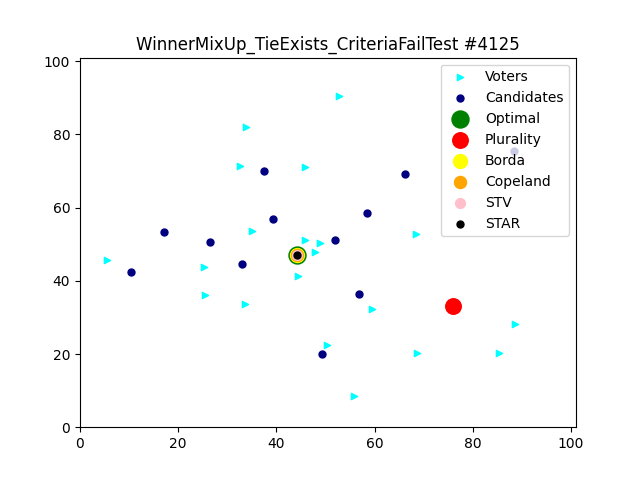 WinnerMixUp_TieExists_CriteriaFailTest #4125
100
80
60
40
20
0
0 20 40 60 80 100
Voters
Candidates
Optimal
Plurality
Borda
Copeland
STV
STAR